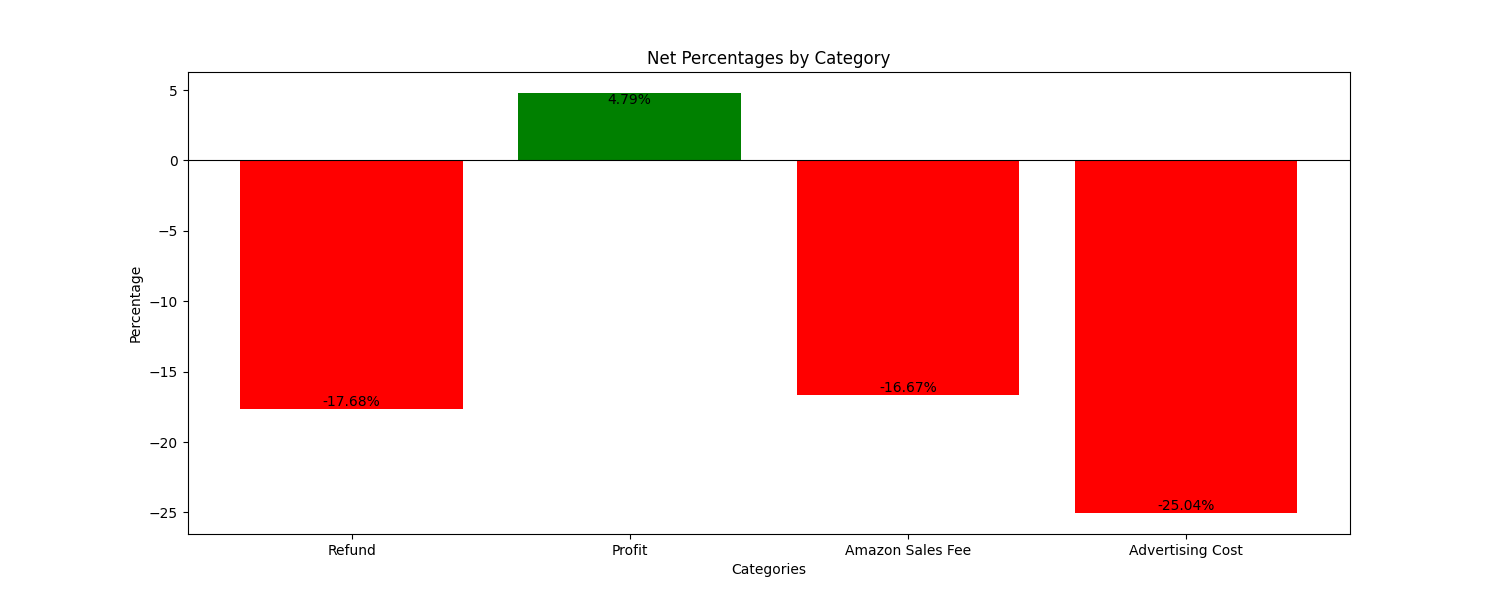 Net Percentages by Category
Percentage
5
0
−5
−10
−15
−20
−25
4.79%
-17.68%
-16.67%
-25.04%
Refund
Profit
Amazon Sales Fee
Advertising Cost
Categories